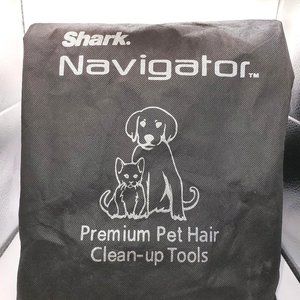 Shark.
Navigator™
Premium Pet Hair
Clean-up Tools